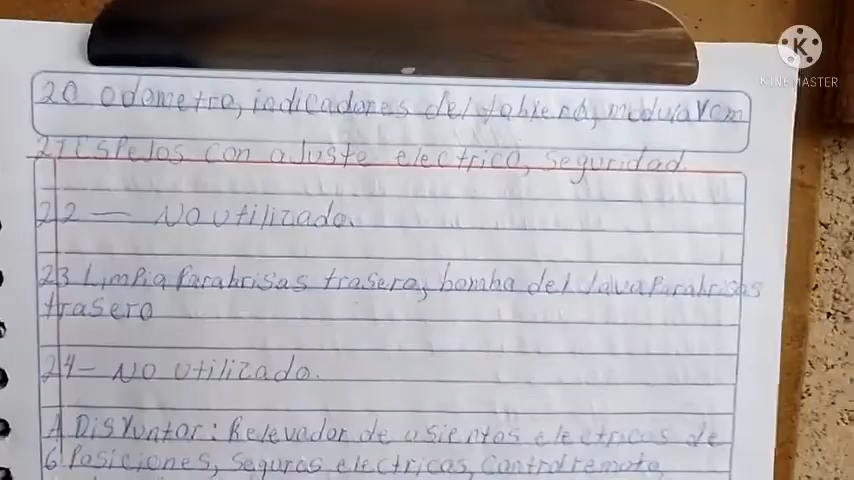 K
KINEMASTER
20 odometro, indicadores del tablero, modulo VCM
21 Espejos con ajuste electrico, seguridad.
22 — No utilizado.
23 Limpia Parabrisas trasero, bomba del lavaParabrisas
trasero
24 - No utilizado.
A Disyuntor: Relevador de asientos electricos de
6 Posiciones, seguros electricos, Control remoto,